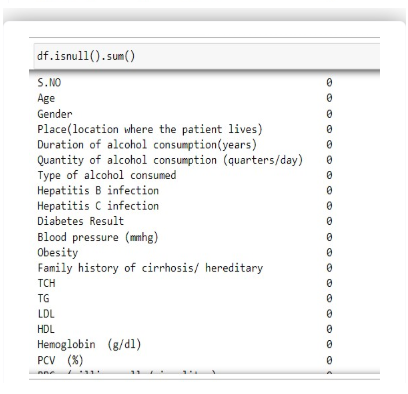 df.isnull().sum()
S.NO 0
Age 0
Gender 0
Place(location where the patient lives) 0
Duration of alcohol consumption(years) 0
Quantity of alcohol consumption (quarters/day) 0
Type of alcohol consumed 0
Hepatitis B infection 0
Hepatitis C infection 0
Diabetes Result 0
Blood pressure (mmhg) 0
Obesity 0
Family history of cirrhosis/ hereditary 0
TCH 0
TG 0
LDL 0
HDL 0
Hemoglobin (g/dl) 0
PCV (%) 0